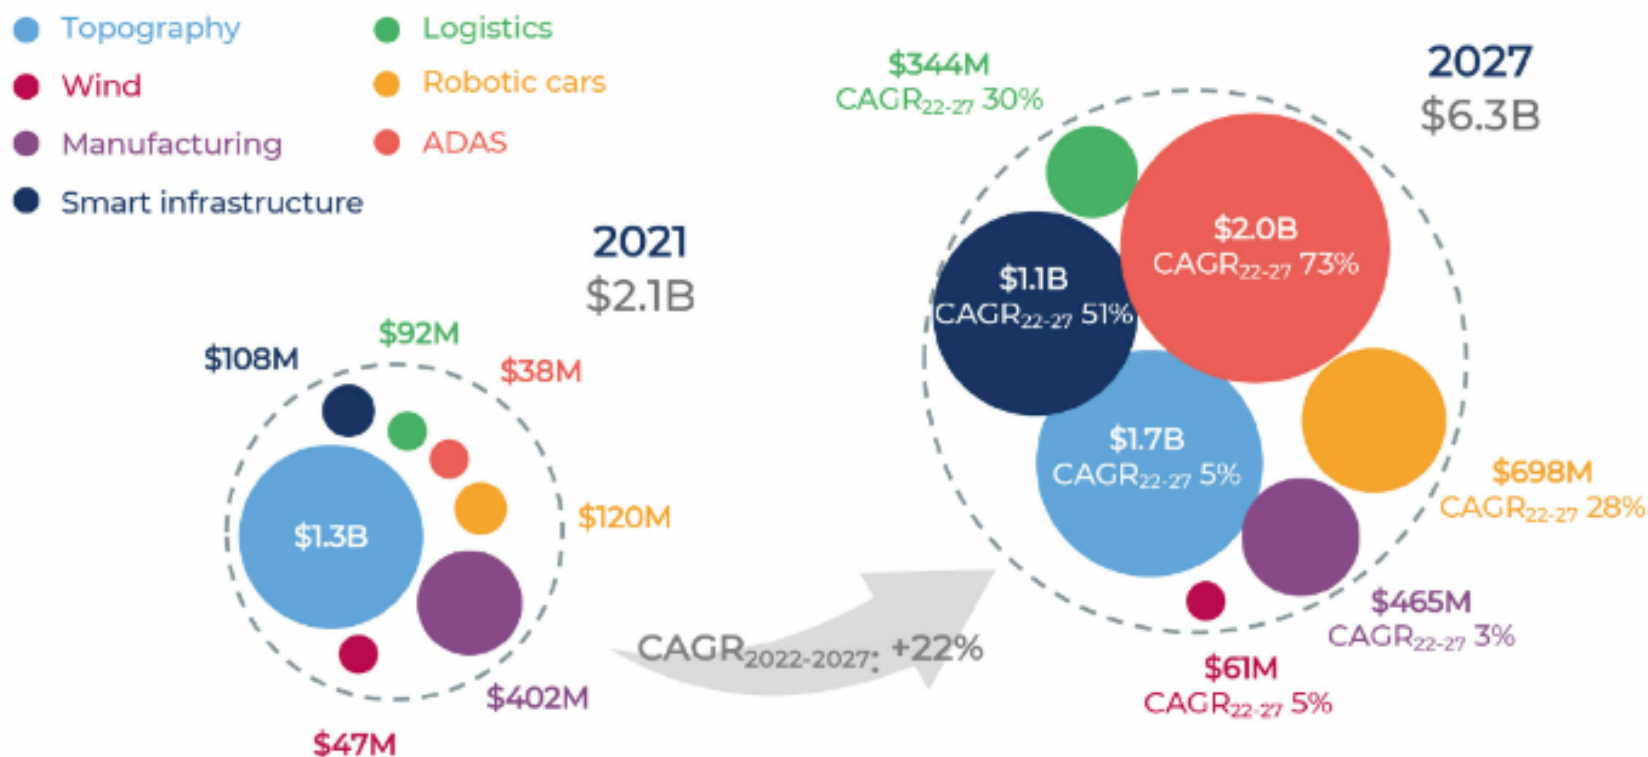 Topography
Wind
Manufacturing
Smart infrastructure
Logistics
Robotic cars
ADAS
2021
$2.1B
$108M
$92M
$38M
$1.3B
$120M
$402M
$47M
CAGR2022-2027: +22%
2027
$6.3B
$344M
CAGR22-27 30%
$2.0B
CAGR22-27 73%
$1.1B
CAGR22-27 51%
$1.7B
CAGR22-27 5%
$698M
CAGR22-27 28%
$465M
CAGR22-27 3%
$61M
CAGR22-27 5%